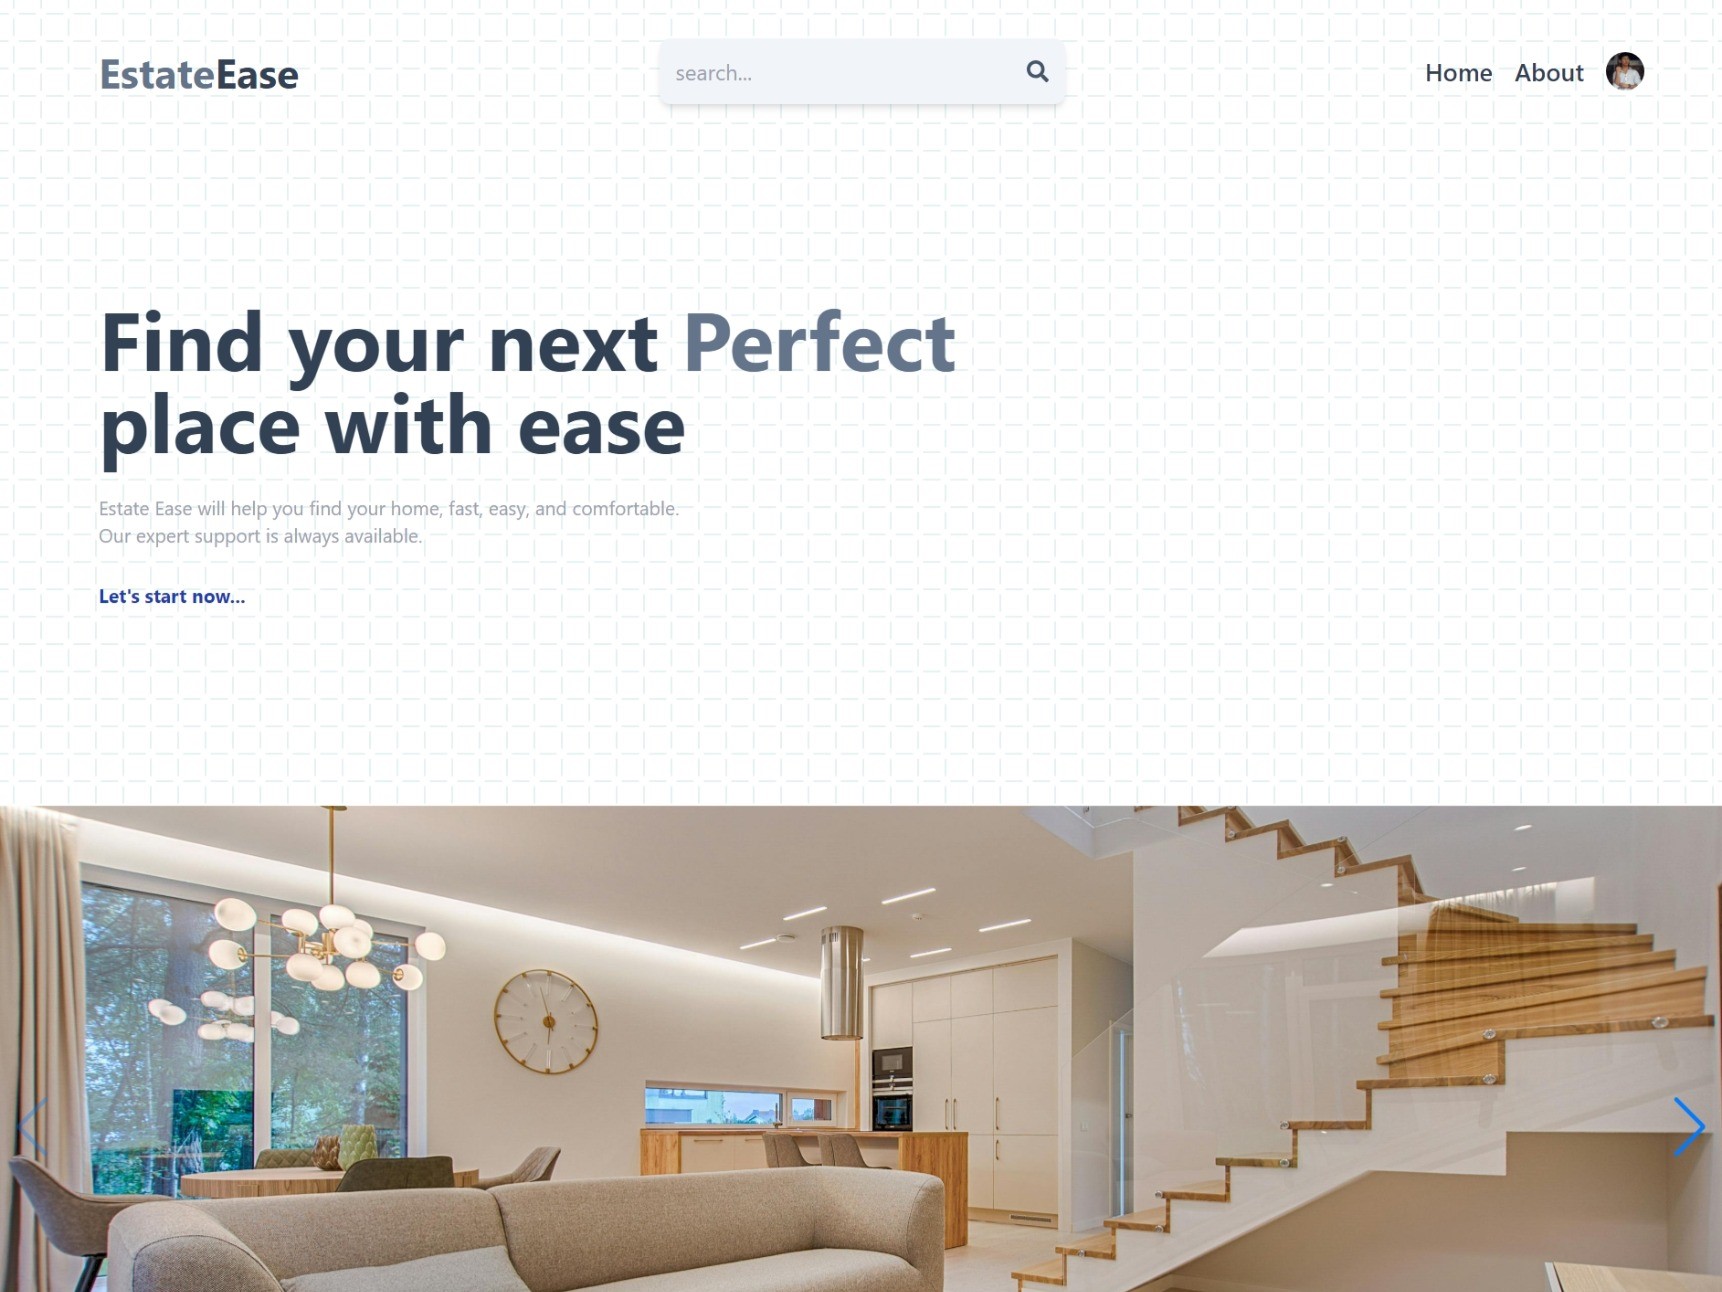 EstateEase
search...
Home About
Find your next Perfect
place with ease
Estate Ease will help you find your home, fast, easy, and comfortable.
Our expert support is always available.
Let's start now...